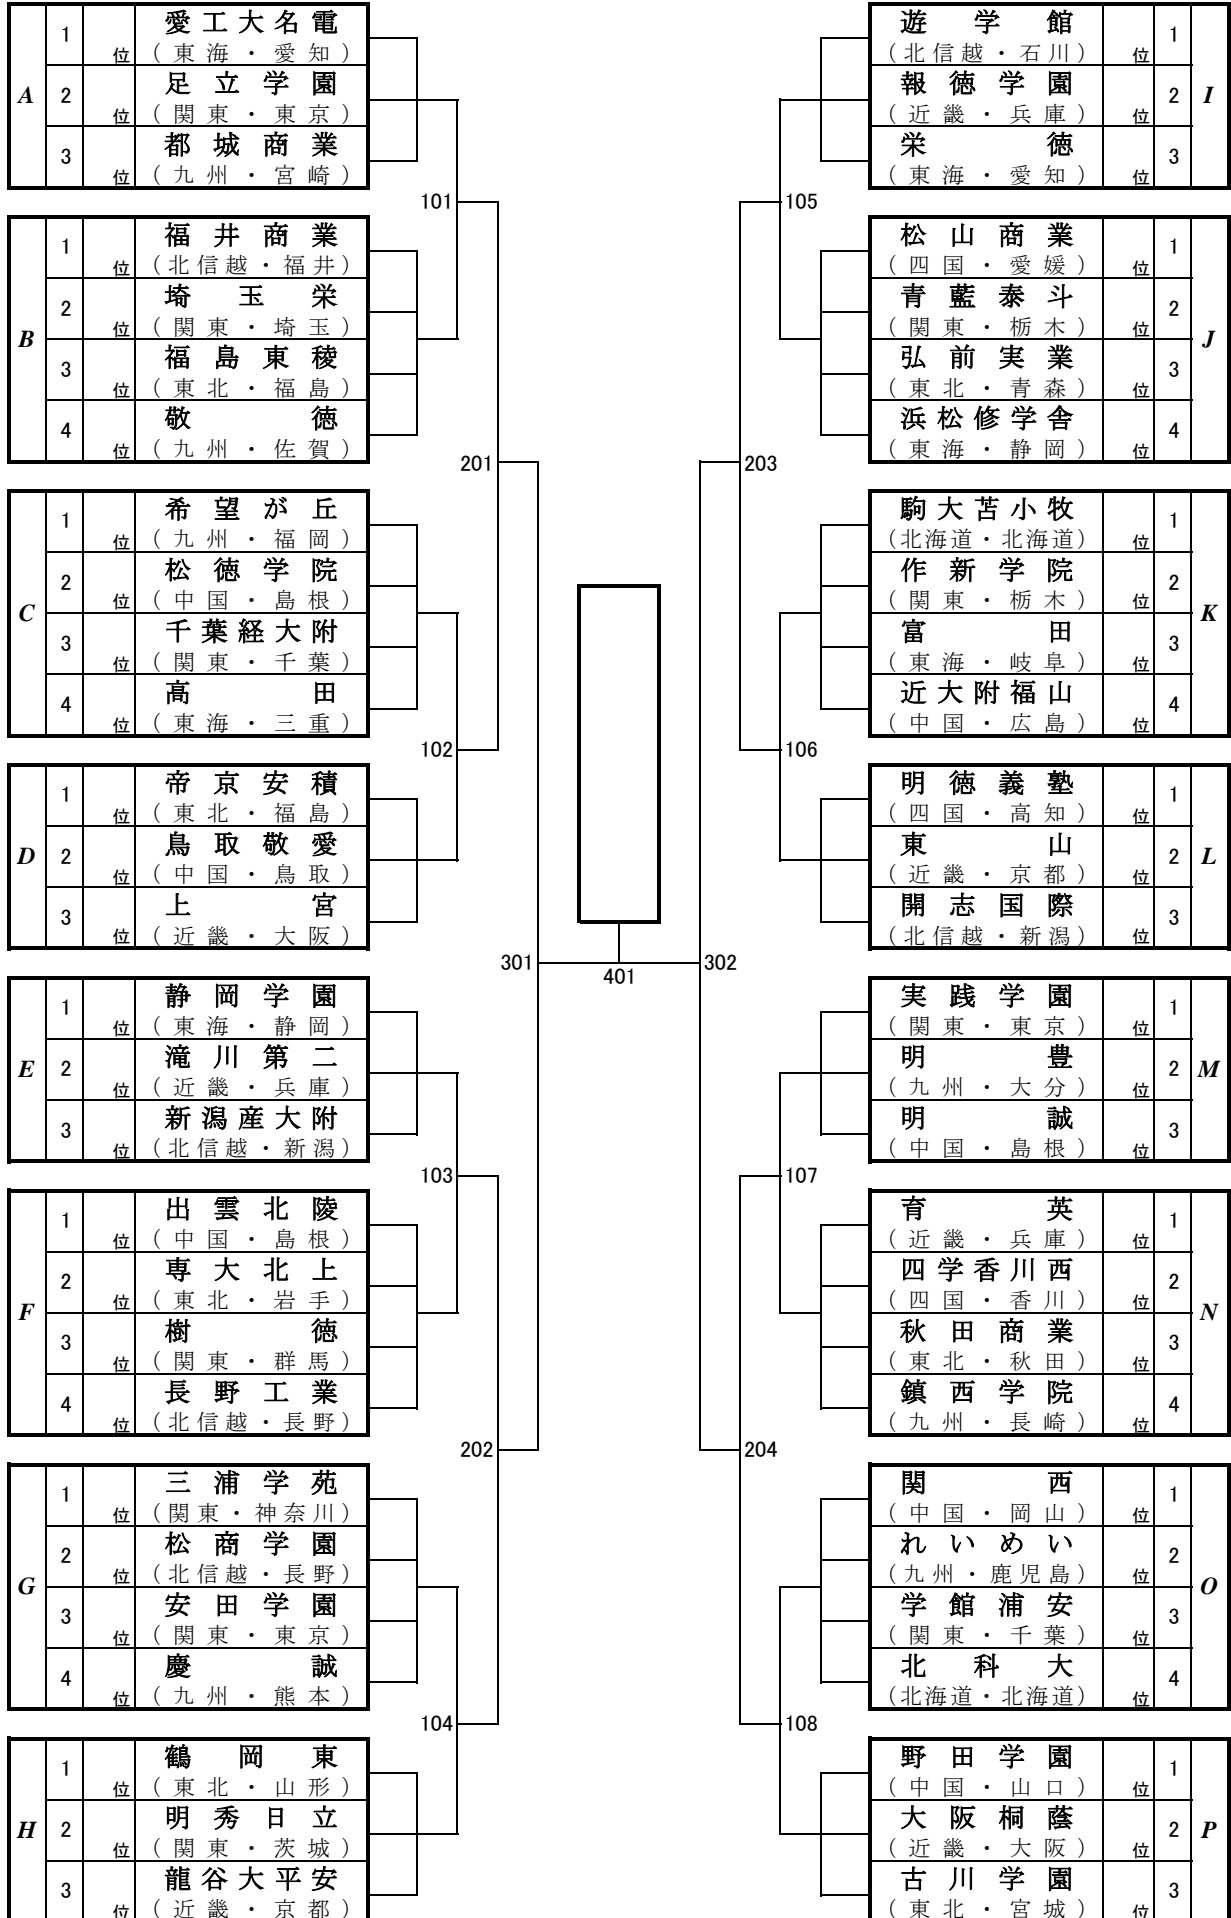 A
1 位 愛工大名電
(東海・愛知)
2 位 足立学園
(関東・東京)
3 位 都城商業
(九州・宮崎)
B
1 位 福井商業
(北信越・福井)
2 位 埼玉栄
(関東・埼玉)
3 位 福島東稜
(東北・福島)
4 位 敬徳
(九州・佐賀)
C
1 位 希望が丘
(九州・福岡)
2 位 松徳学院
(中国・島根)
3 位 千葉経大附
(関東・千葉)
4 位 高田
(東海・三重)
D
1 位 帝京安積
(東北・福島)
2 位 鳥取敬愛
(中国・鳥取)
3 位 上宮
(近畿・大阪)
E
1 位 静岡学園
(東海・静岡)
2 位 滝川第二
(近畿・兵庫)
3 位 新潟産大附
(北信越・新潟)
F
1 位 出雲北陵
(中国・島根)
2 位 専大北上
(東北・岩手)
3 位 樹徳
(関東・群馬)
4 位 長野工業
(北信越・長野)
G
1 位 三浦学苑
(関東・神奈川)
2 位 松商学園
(北信越・長野)
3 位 安田学園
(関東・東京)
4 位 慶誠
(九州・熊本)
H
1 位 鶴岡東
(東北・山形)
2 位 明秀日立
(関東・茨城)
3 位 龍谷大平安
(近畿・京都)
101
102
103
104
201
202
301
401
302
203
204
105
106
107
108
遊学館 位 1
(北信越・石川)
報徳学園 位 2
(近畿・兵庫)
栄徳 位 3
(東海・愛知)
I
松山商業 位 1
(四国・愛媛)
青藍泰斗 位 2
(関東・栃木)
弘前実業 位 3
(東北・青森)
浜松修学舎 位 4
(東海・静岡)
J
駒大苫小牧 位 1
(北海道・北海道)
作新学院 位 2
(関東・栃木)
富田 位 3
(東海・岐阜)
近大附福山 位 4
(中国・広島)
K
明徳義塾 位 1
(四国・高知)
東山 位 2
(近畿・京都)
開志国際 位 3
(北信越・新潟)
L
実践学園 位 1
(関東・東京)
明豊 位 2
(九州・大分)
明誠 位 3
(中国・島根)
M
育英 位 1
(近畿・兵庫)
四学香川西 位 2
(四国・香川)
秋田商業 位 3
(東北・秋田)
鎮西学院 位 4
(九州・長崎)
N
関西 位 1
(中国・岡山)
れいめい 位 2
(九州・鹿児島)
学館浦安 位 3
(関東・千葉)
北科大 位 4
(北海道・北海道)
O
野田学園 位 1
(中国・山口)
大阪桐蔭 位 2
(近畿・大阪)
古川学園 位 3
(東北・宮城)
P